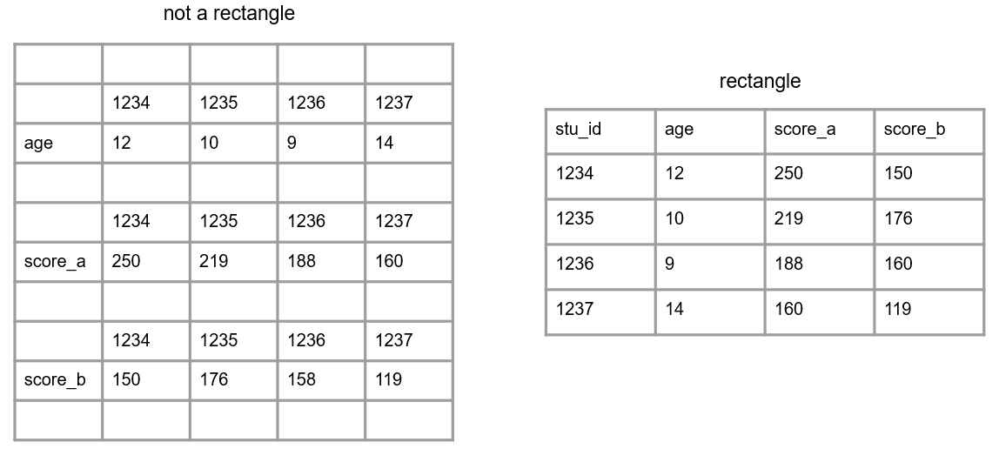 not a rectangle
1234 1235 1236 1237
age 12 10 9 14
1234 1235 1236 1237
score_a 250 219 188 160
1234 1235 1236 1237
score_b 150 176 158 119
rectangle
stu_id age score_a score_b
1234 12 250 150
1235 10 219 176
1236 9 188 160
1237 14 160 119